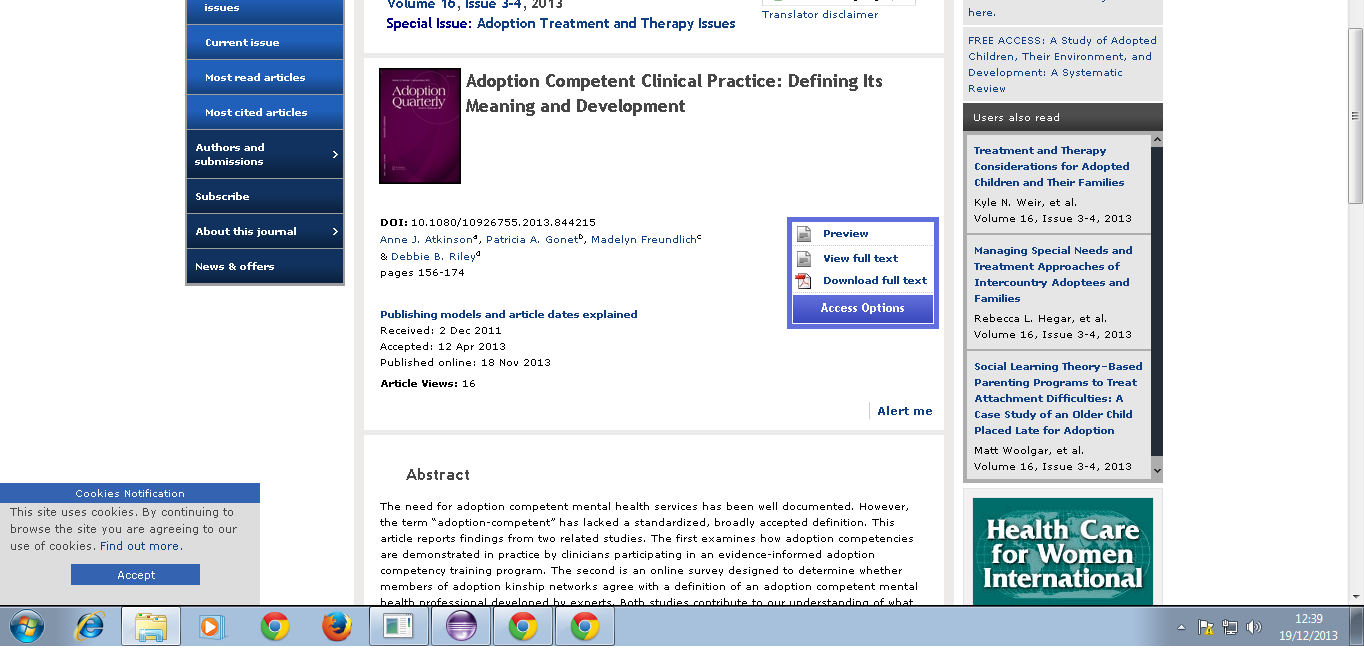 issues
Current issue
Most read articles
Most cited articles
Authors and
submissions
Subscribe
About this journal
News & offers
Volume 16, Issue 3-4, 2013
Special Issue: Adoption Treatment and Therapy Issues
Translator disclaimer
Adoption
Quarterly
Adoption Competent Clinical Practice: Defining Its
Meaning and Development
DOI: 10.1080/10926755.2013.844215
Anne J. Atkinsonᵃ, Patricia A. Gonetᵇ, Madelyn Freundlichᶜ
& Debbie B. Rileyᵈ
pages 156-174
Publishing models and article dates explained
Received: 2 Dec 2011
Accepted: 12 Apr 2013
Published online: 18 Nov 2013
Article Views: 16
Preview
View full text
Download full text
Access Options
Alert me
Abstract
The need for adoption competent mental health services has been well documented. However,
the term “adoption-competent” has lacked a standardized, broadly accepted definition. This
article reports findings from two related studies. The first examines how adoption competencies
are demonstrated in practice by clinicians participating in an evidence-informed adoption
competency training program. The second is an online survey designed to determine whether
members of adoption kinship networks agree with a definition of an adoption competent mental
health professional developed by experts. Both studies contribute to our understanding of what
here.
FREE ACCESS: A Study of Adopted
Children, Their Environment, and
Development: A Systematic
Review
Users also read
Treatment and Therapy
Considerations for Adopted
Children and Their Families
Kyle N. Weir, et al.
Volume 16, Issue 3-4, 2013
Managing Special Needs and
Treatment Approaches of
Intercountry Adoptees and
Families
Rebecca L. Hegar, et al.
Volume 16, Issue 3-4, 2013
Social Learning Theory-Based
Parenting Programs to Treat
Attachment Difficulties: A
Case Study of an Older Child
Placed Late for Adoption
Matt Woolgar, et al.
Volume 16, Issue 3-4, 2013
Health Care
for Women
International
Cookies Notification
This site uses cookies. By continuing to
browse the site you are agreeing to our
use of cookies. Find out more.
Accept
12:39
19/12/2013